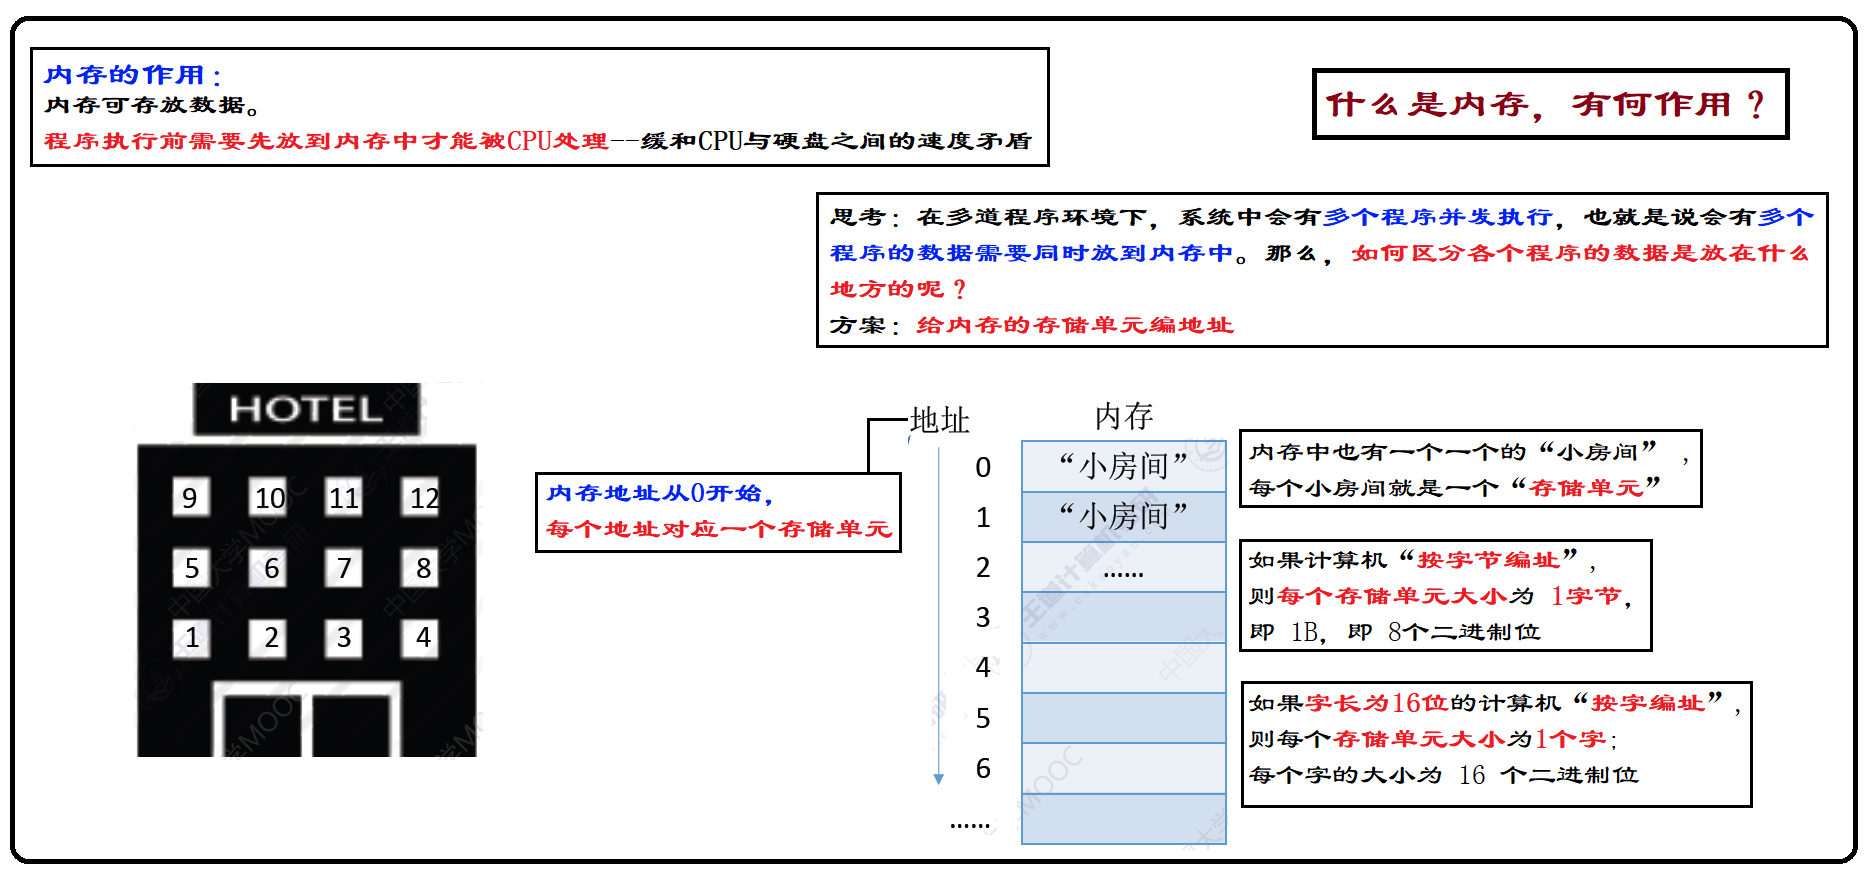 什么是内存，有何作用？
内存的作用：
内存可存放数据。
程序执行前需要先放到内存中才能被CPU处理--缓和CPU与硬盘之间的速度矛盾
思考：在多道程序环境下，系统中会有多个程序并发执行，也就是说会有多个
程序的数据需要同时放到内存中。那么，如何区分各个程序的数据是放在什么
地方的呢？
方案：给内存的存储单元编地址
HOTEL
9 10 11 12
5 6 7 8
1 2 3 4
内存地址从0开始，
每个地址对应一个存储单元
地址 内存
0 “小房间”
1 “小房间”
2 ......
3
4
5
6
......
内存中也有一个一个的“小房间”，
每个小房间就是一个“存储单元”
如果计算机“按字节编址”，
则每个存储单元大小为 1字节，
即 1B，即 8个二进制位
如果字长为16位的计算机“按字编址”，
则每个存储单元大小为1个字；
每个字的大小为 16 个二进制位